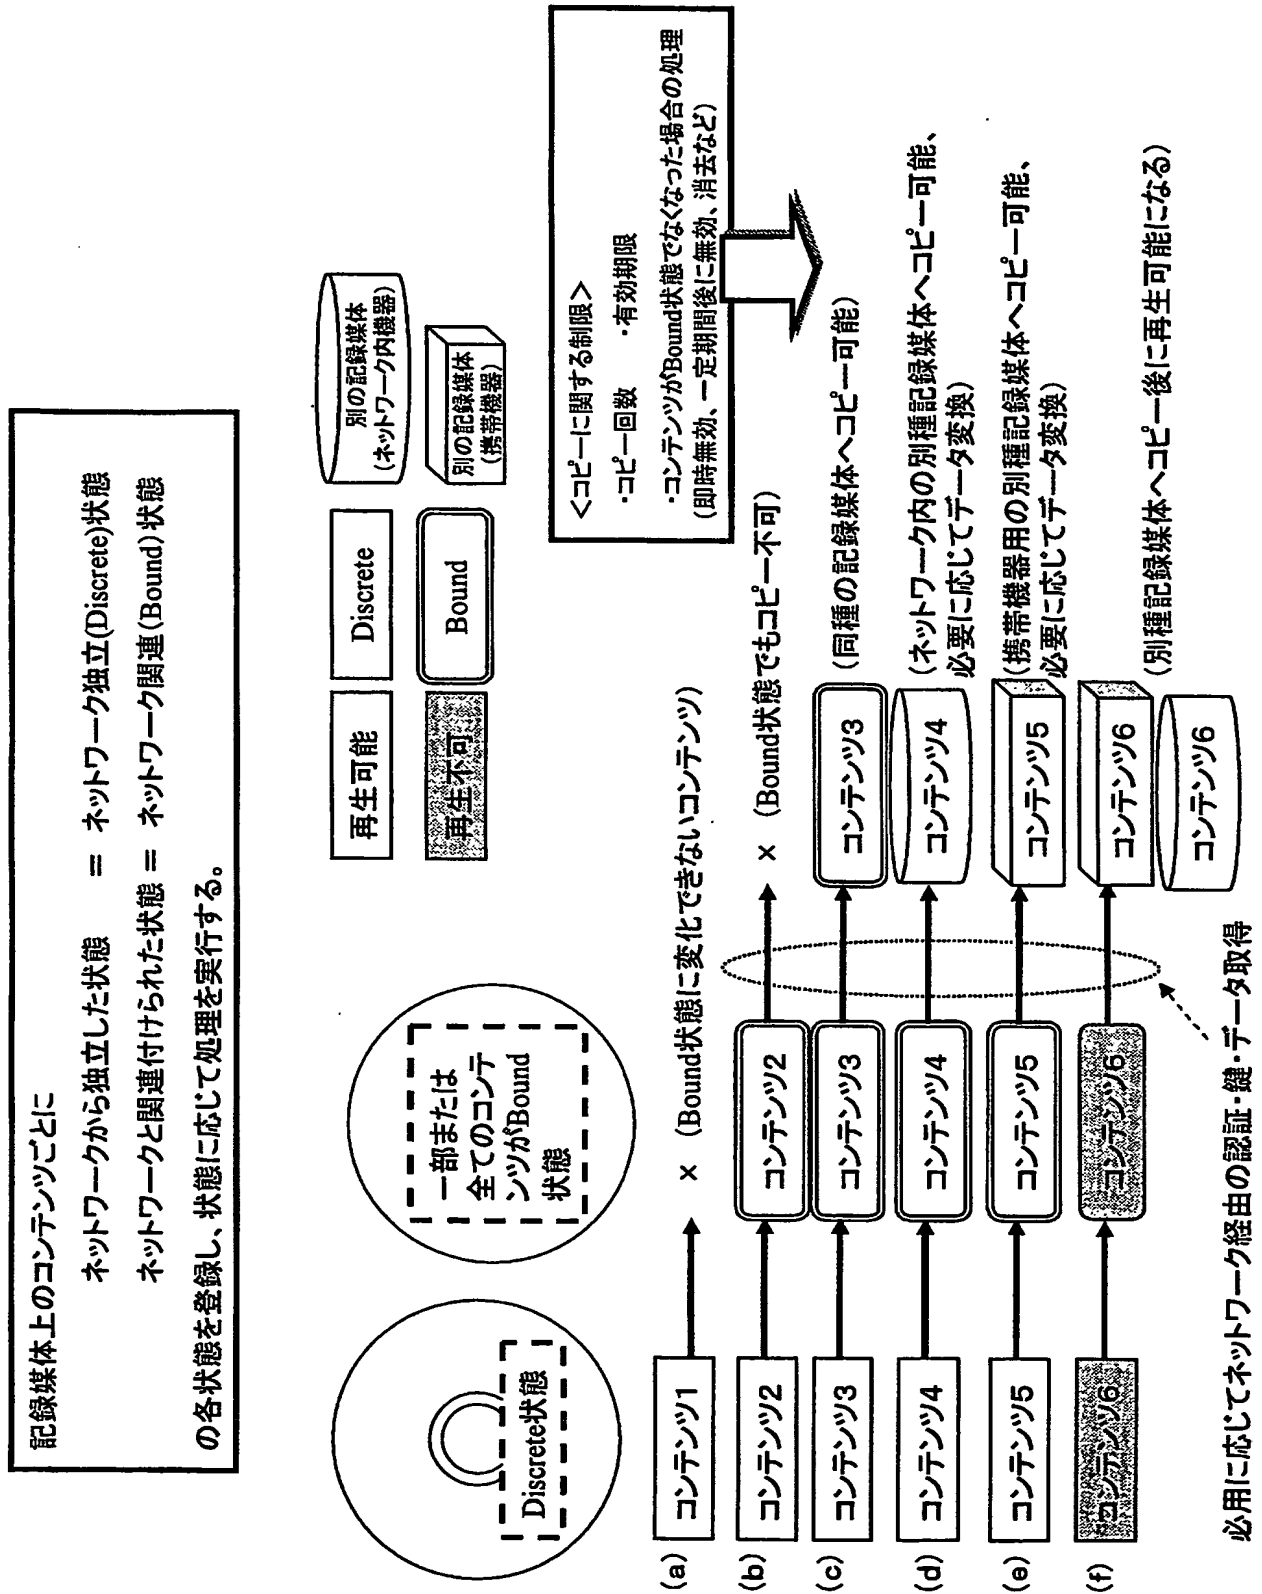 記録媒体上のコンテンツごとに
ネットワークから独立した状態 = ネットワーク独立(Discrete)状態
ネットワークと関連付けられた状態 = ネットワーク関連(Bound)状態
の各状態を登録し、状態に応じて処理を実行する。
再生可能
Discrete
別の記録媒体
(ネットワーク内機器)
再生不可
Bound
別の記録媒体
(携帯機器)
Discrete状態
一部または
全てのコンテ
ンツがBound
状態
<コピーに関する制限>
・コピー回数 ・有効期限
・コンテンツがBound状態でなくなった場合の処理
(即時無効、一定期間後に無効、消去など)
(a) コンテンツ1 × (Bound状態に変化できないコンテンツ)
(b) コンテンツ2 コンテンツ2 × (Bound状態でもコピー不可)
(c) コンテンツ3 コンテンツ3 コンテンツ3 (同種の記録媒体へコピー可能)
(d) コンテンツ4 コンテンツ4 コンテンツ4 (ネットワーク内の別種記録媒体へコピー可能、
必要に応じてデータ変換)
(e) コンテンツ5 コンテンツ5 コンテンツ5 (携帯機器用の別種記録媒体へコピー可能、
必要に応じてデータ変換)
(f) コンテンツ6 コンテンツ6 コンテンツ6 (別種記録媒体へコピー後に再生可能になる)
コンテンツ6
必用に応じてネットワーク経由の認証・鍵・データ取得